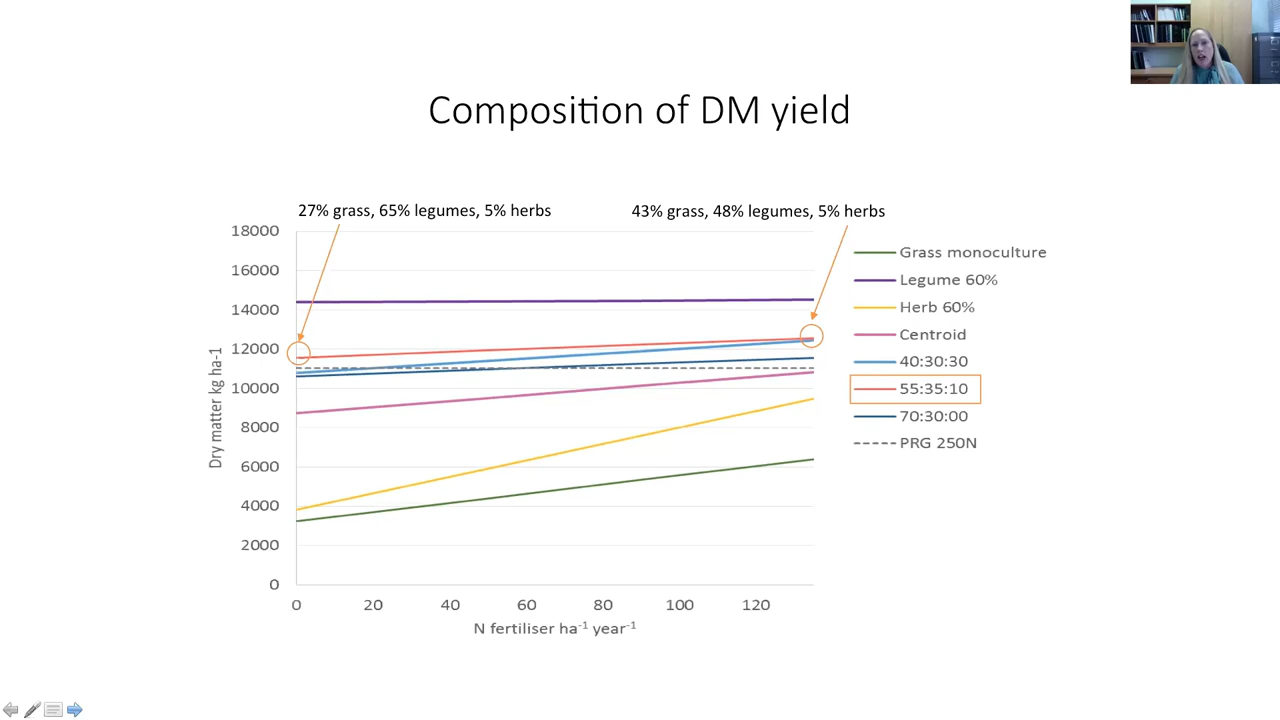 Composition of DM yield
27% grass, 65% legumes, 5% herbs
43% grass, 48% legumes, 5% herbs
18000
16000
14000
12000
10000
8000
6000
4000
2000
0
Dry matter kg ha-1
0 20 40 60 80 100 120
N fertiliser ha⁻¹ year⁻¹
Grass monoculture
Legume 60%
Herb 60%
Centroid
40:30:30
55:35:10
70:30:00
PRG 250N